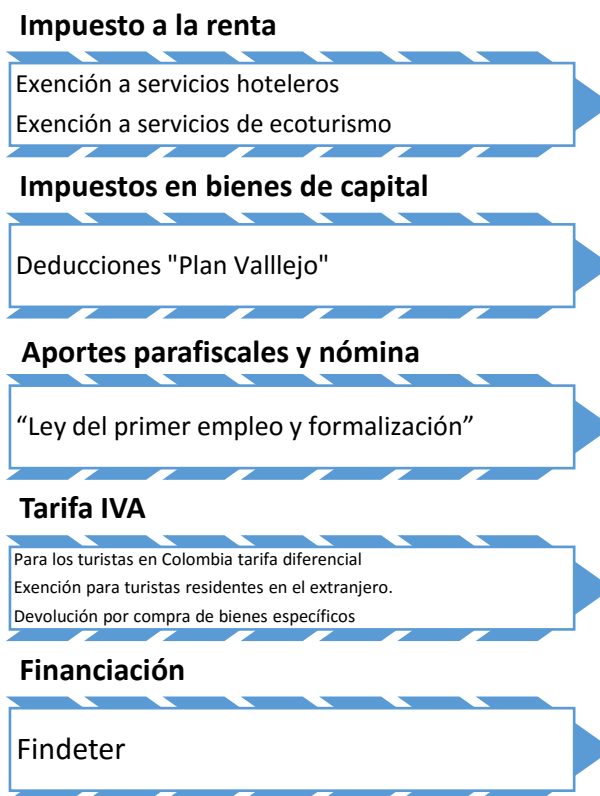 Impuesto a la renta
Exención a servicios hoteleros
Exención a servicios de ecoturismo
Impuestos en bienes de capital
Deducciones "Plan Valllejo"
Aportes parafiscales y nómina
“Ley del primer empleo y formalización”
Tarifa IVA
Para los turistas en Colombia tarifa diferencial
Exención para turistas residentes en el extranjero.
Devolución por compra de bienes específicos
Financiación
Findeter